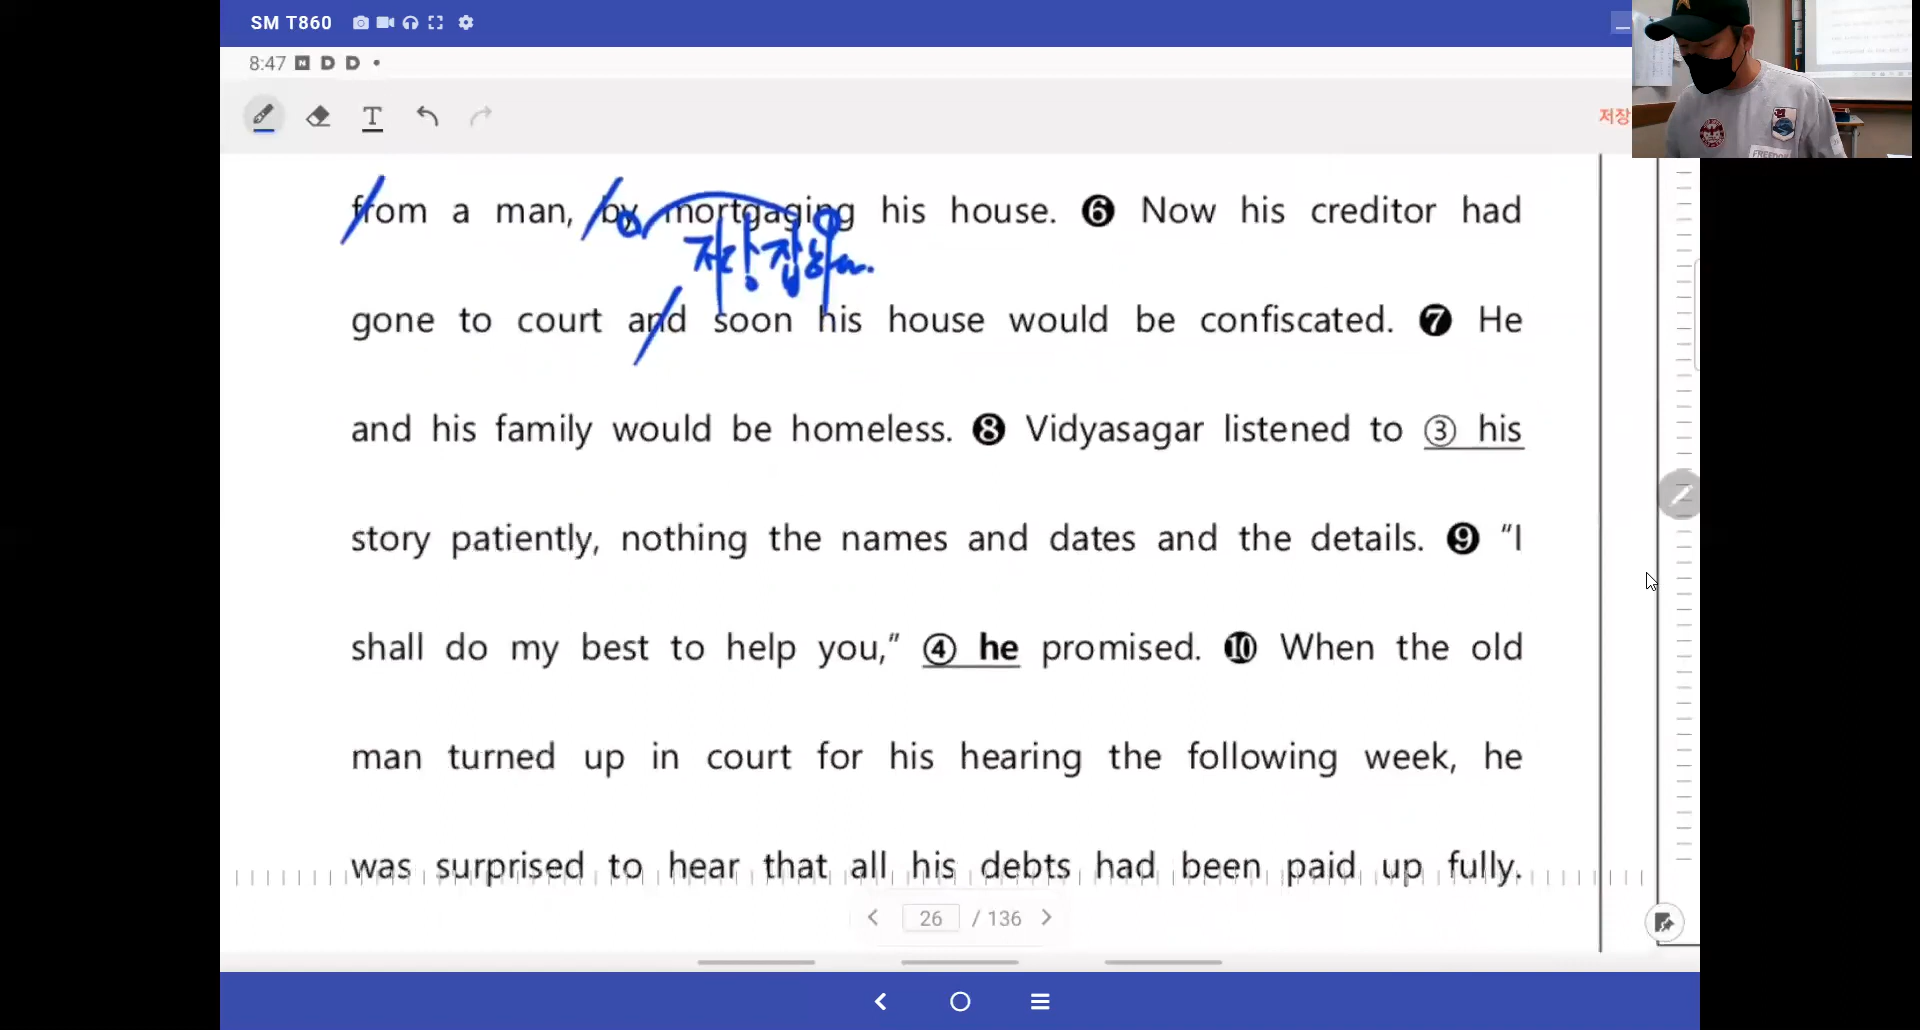 SM T860
8:47 N D D
T
저장
from a man, by mortgaging his house. ❻ Now his creditor had
저당 잡히~
gone to court and soon his house would be confiscated. ❼ He
and his family would be homeless. ❽ Vidyasagar listened to ③ his
story patiently, nothing the names and dates and the details. ❾ “I
shall do my best to help you,” ④ he promised. ❿ When the old
man turned up in court for his hearing the following week, he
was surprised to hear that all his debts had been paid up fully.
26 / 136
FREEDOM